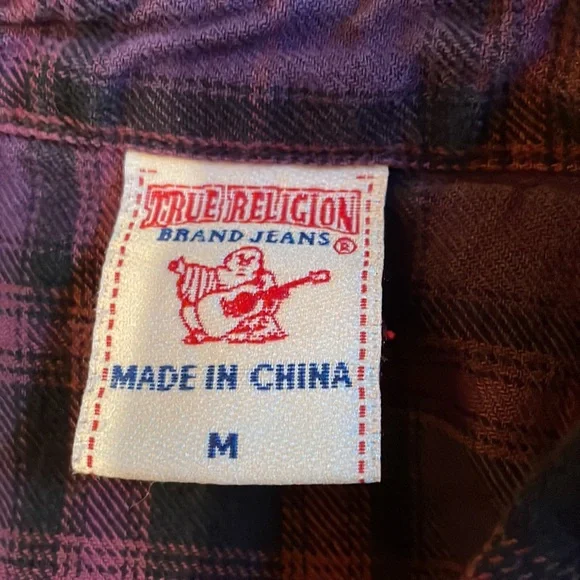 TRUE RELIGION
BRAND JEANS ®
MADE IN CHINA
M